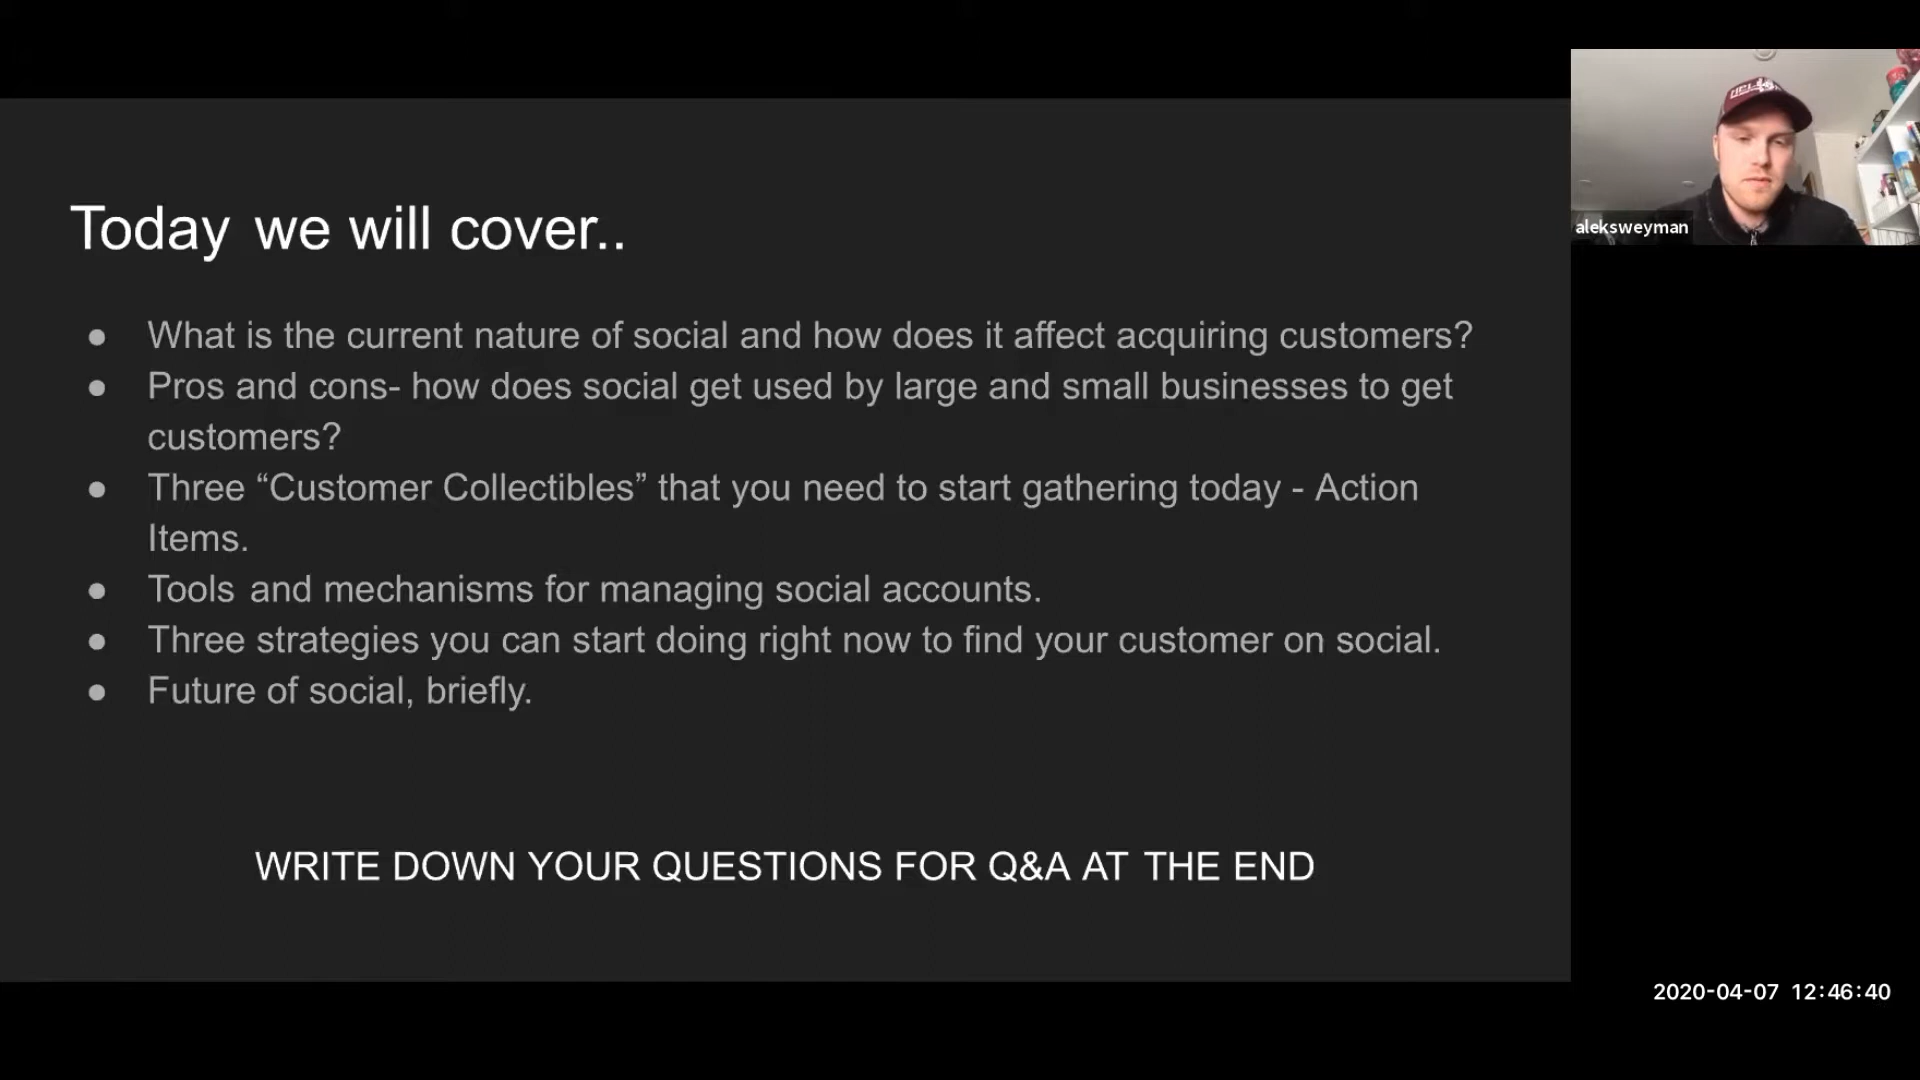 Today we will cover..
● What is the current nature of social and how does it affect acquiring customers?
● Pros and cons- how does social get used by large and small businesses to get
customers?
● Three “Customer Collectibles” that you need to start gathering today - Action
Items.
● Tools and mechanisms for managing social accounts.
● Three strategies you can start doing right now to find your customer on social.
● Future of social, briefly.
WRITE DOWN YOUR QUESTIONS FOR Q&A AT THE END
aleksweyman
2020-04-07 12:46:40